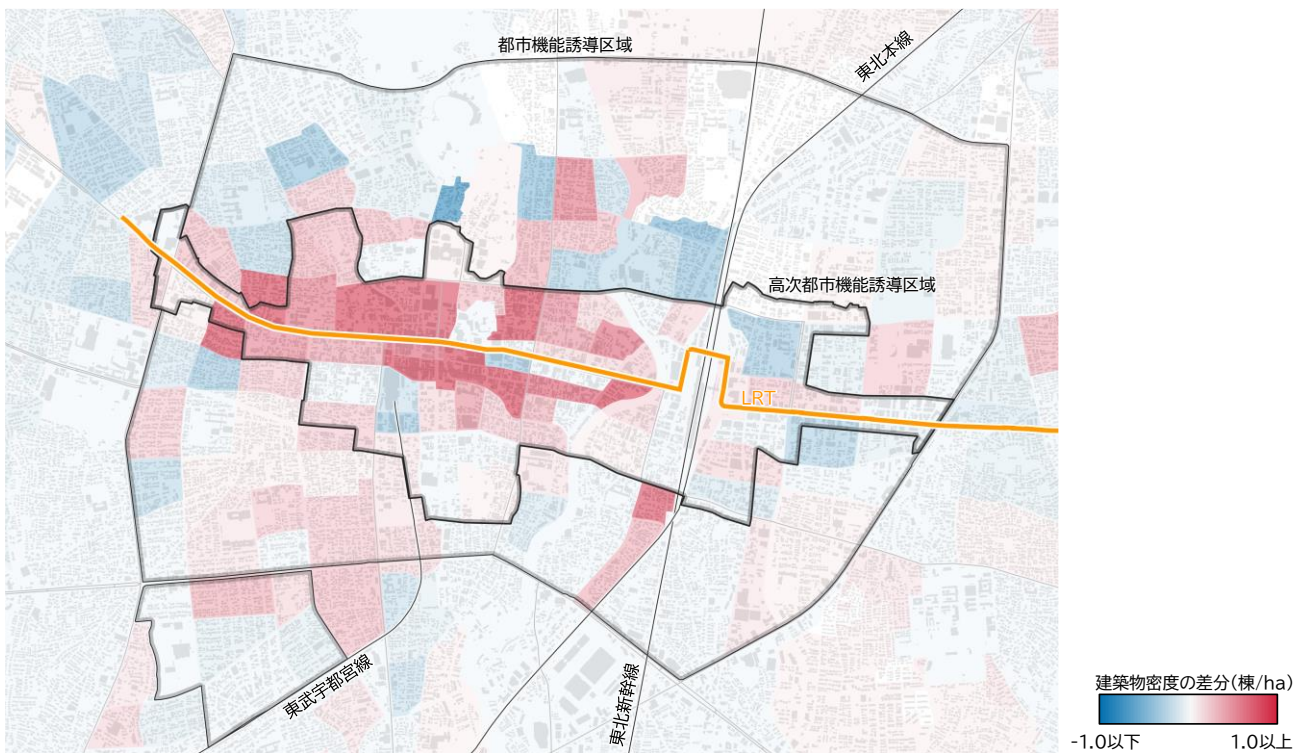 都市機能誘導区域
東北本線
高次都市機能誘導区域
LRT
東武宇都宮線
東北新幹線
建築物密度の差分(棟/ha)
-1.0以下
1.0以上